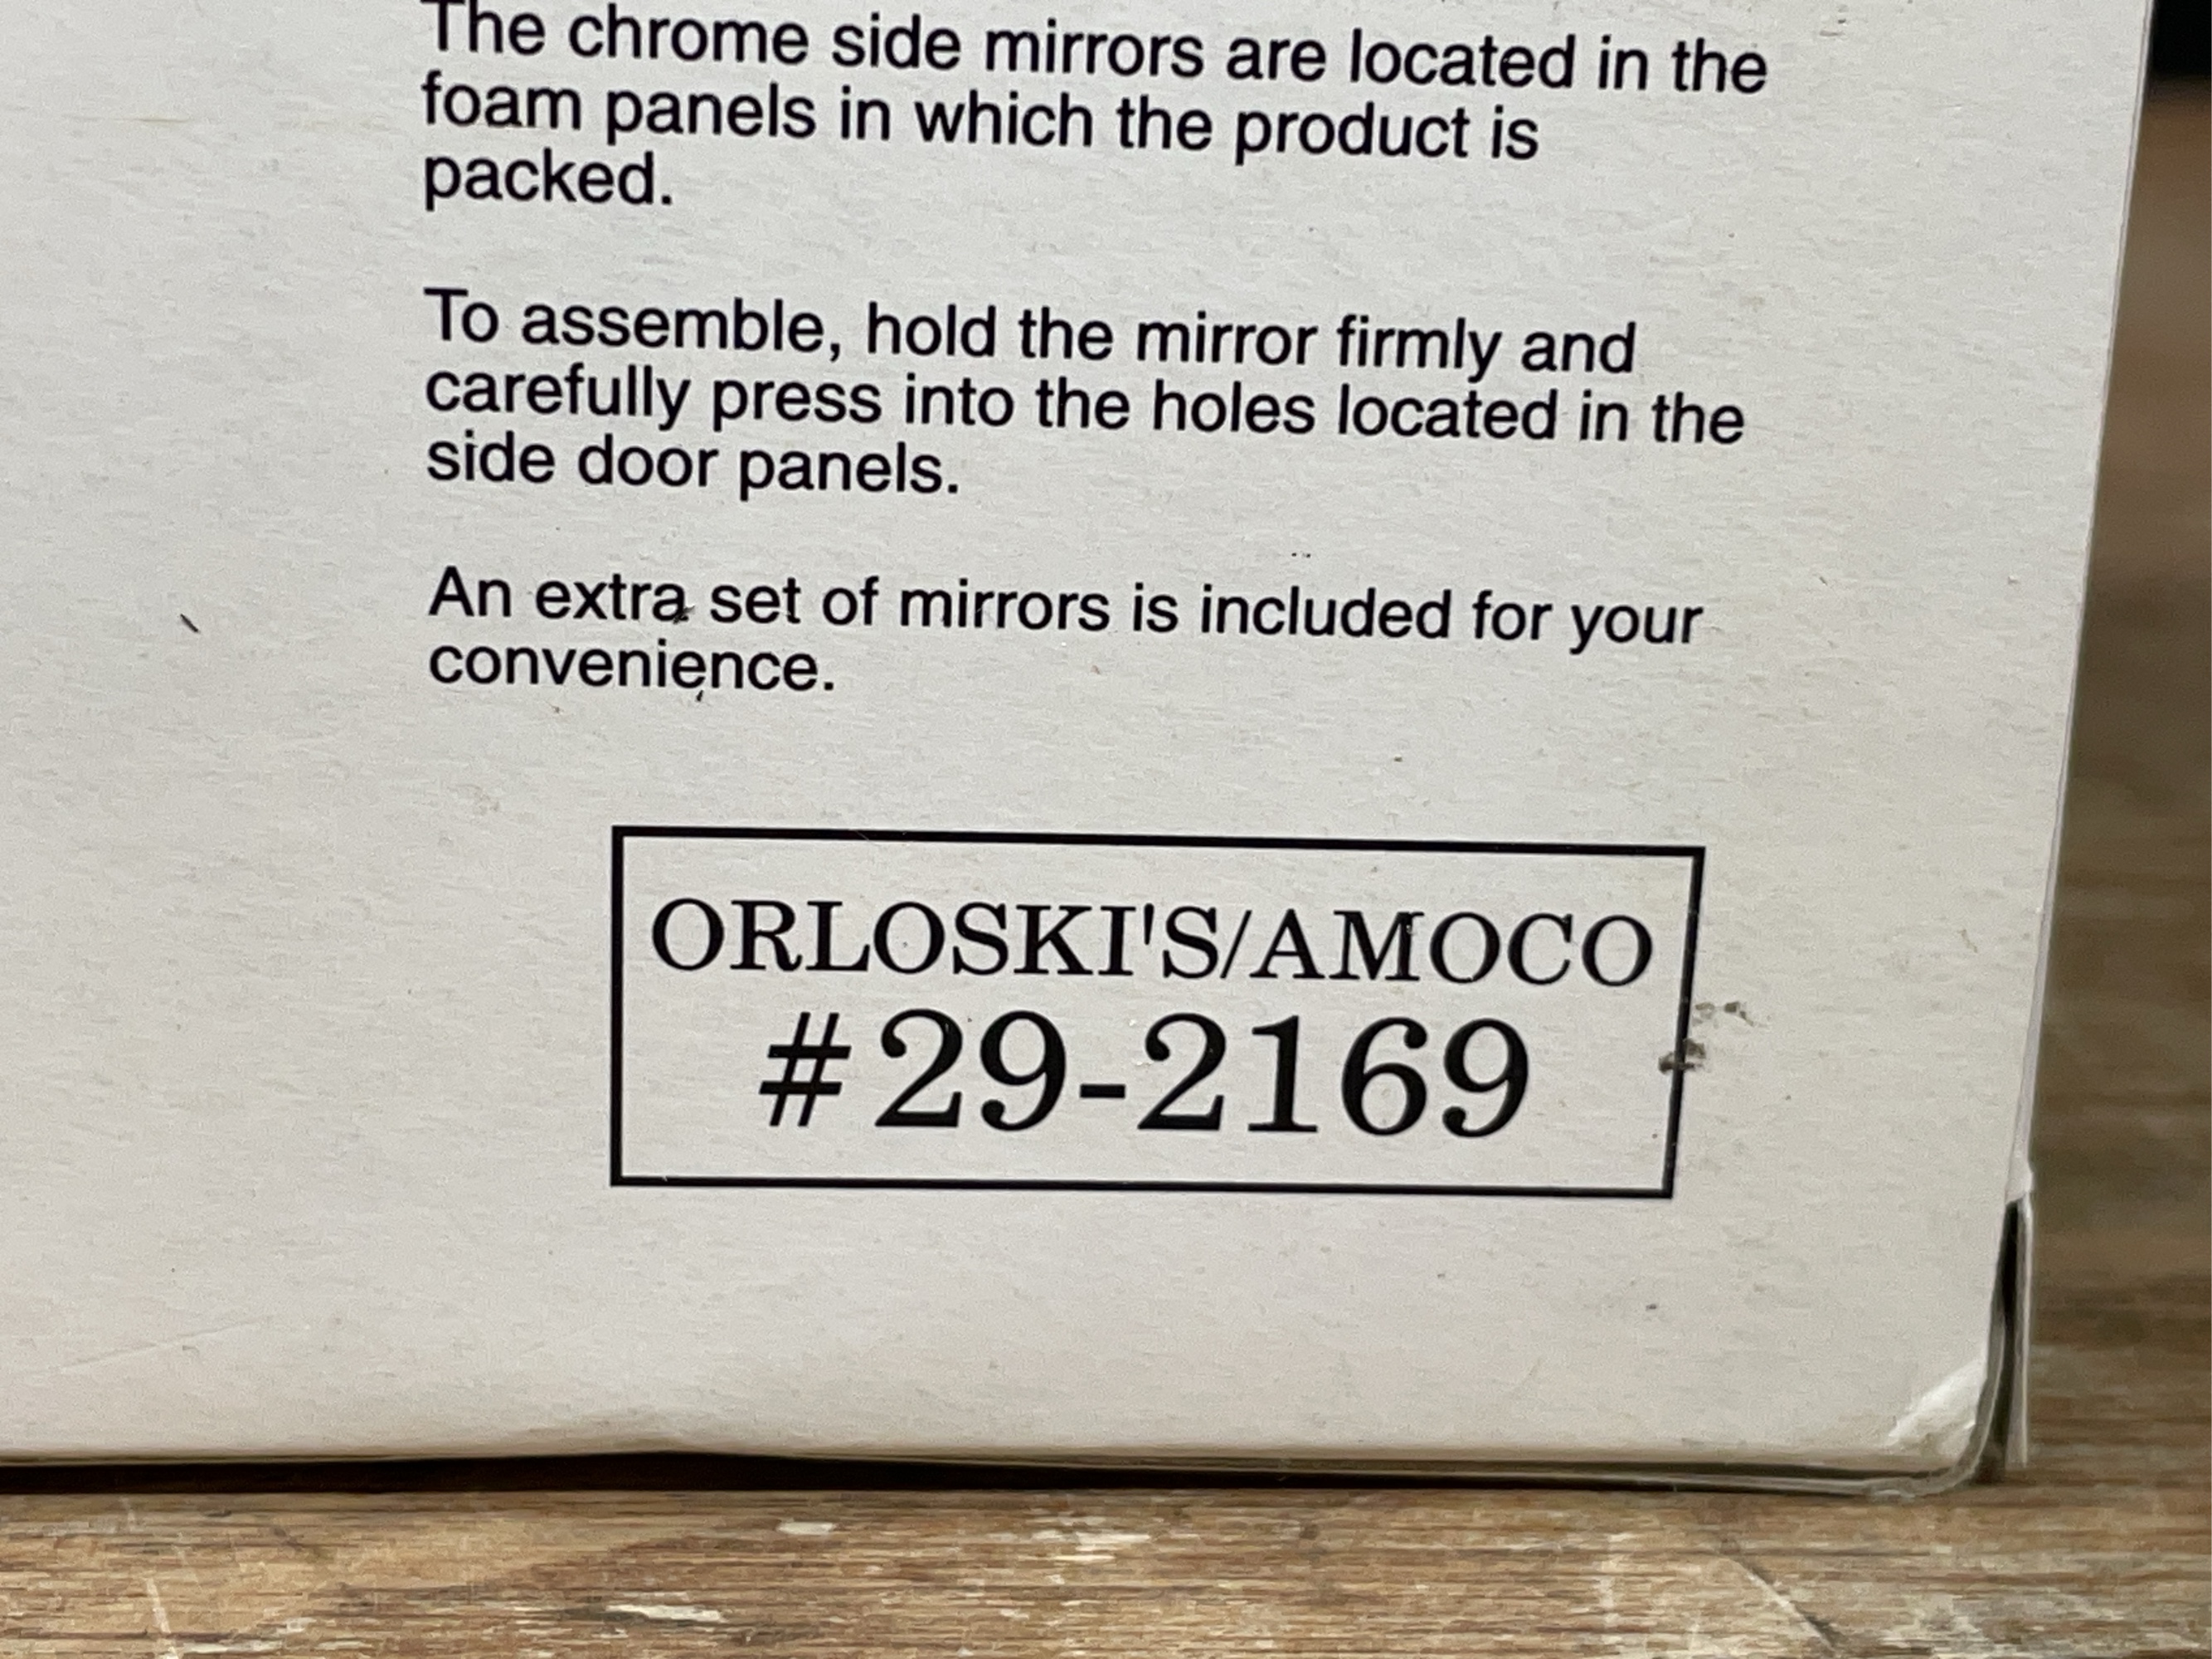 The chrome side mirrors are located in the
foam panels in which the product is
packed.
To assemble, hold the mirror firmly and
carefully press into the holes located in the
side door panels.
An extra set of mirrors is included for your
convenience.
ORLOSKI'S/AMOCO
#29-2169